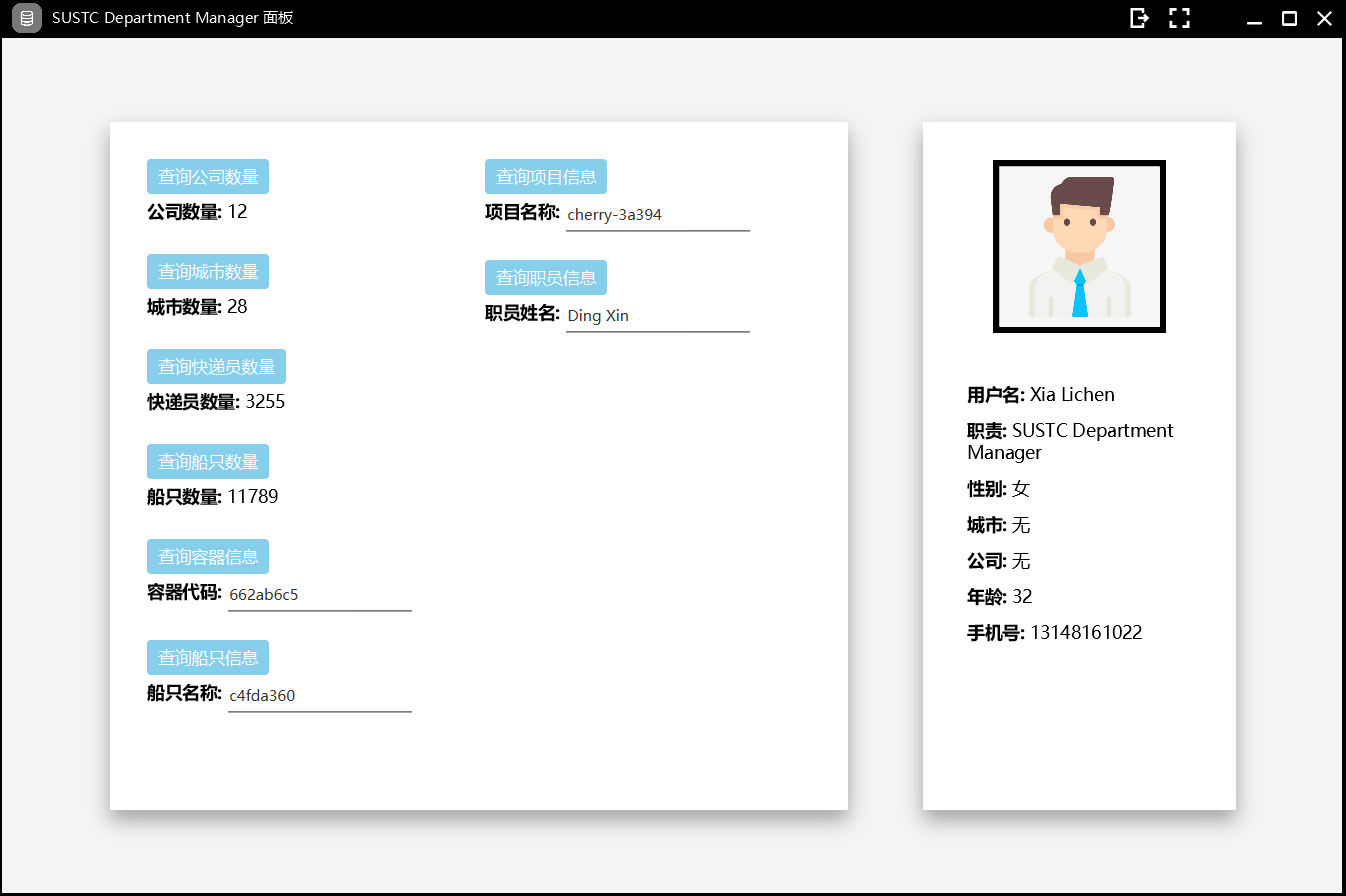 SUSTC Department Manager 面板
查询公司数量
公司数量: 12
查询城市数量
城市数量: 28
查询快递员数量
快递员数量: 3255
查询船只数量
船只数量: 11789
查询容器信息
容器代码: 662ab6c5
查询船只信息
船只名称: c4fda360
查询项目信息
项目名称: cherry-3a394
查询职员信息
职员姓名: Ding Xin
用户名: Xia Lichen
职责: SUSTC Department
Manager
性别: 女
城市: 无
公司: 无
年龄: 32
手机号: 13148161022